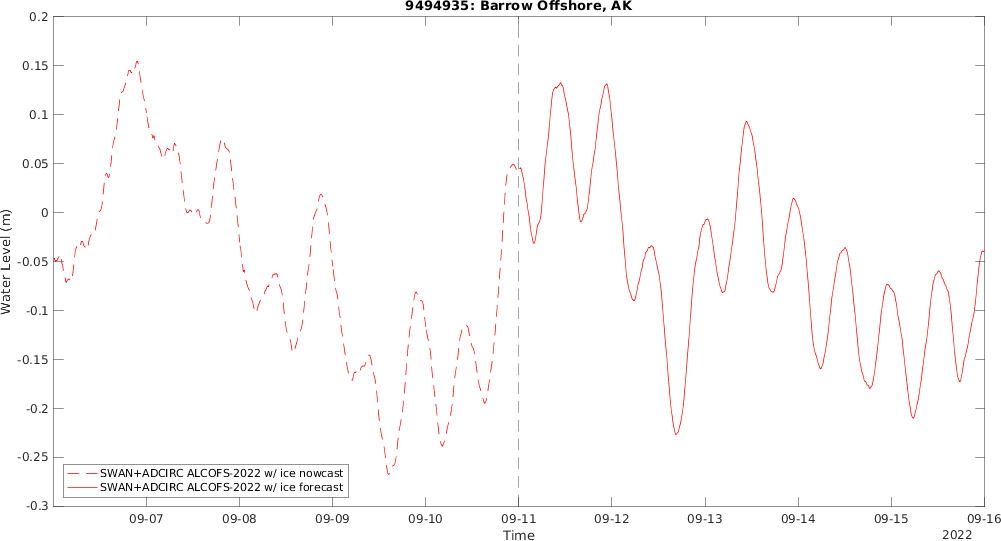 9494935: Barrow Offshore, AK
0.2
0.15
0.1
0.05
0
-0.05
-0.1
-0.15
-0.2
-0.25
-0.3
Water Level (m)
SWAN+ADCIRC ALCOFS-2022 w/ ice nowcast
SWAN+ADCIRC ALCOFS-2022 w/ ice forecast
09-07 09-08 09-09 09-10 09-11 09-12 09-13 09-14 09-15 09-16
Time
2022